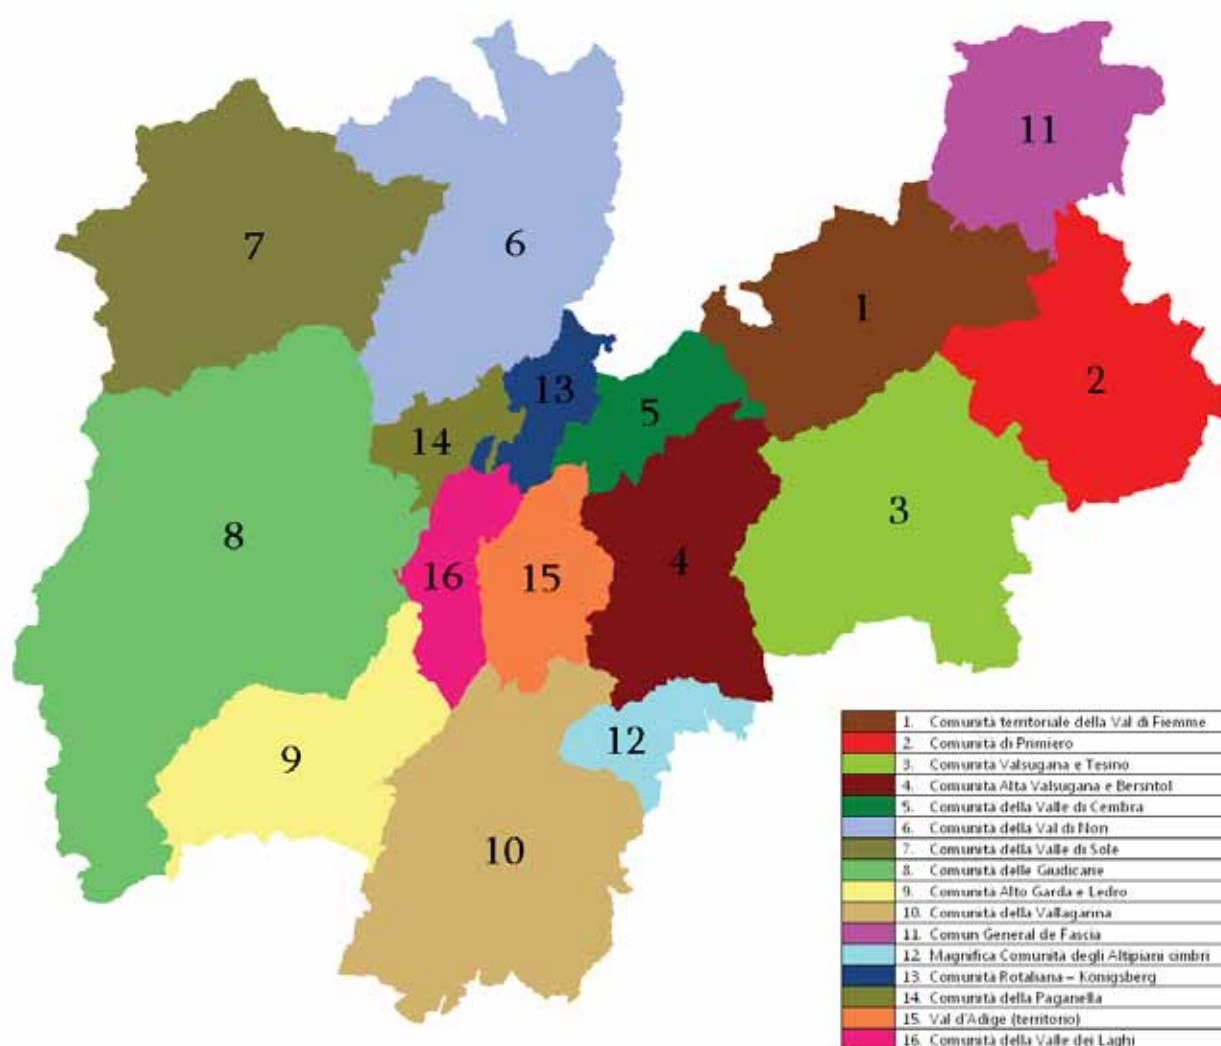 11
7
6
1
2
13
5
14
3
8
4
16
15
12
9
10
1. Comunità territoriale della Val di Fiemme
2. Comunità di Primiero
3. Comunità Valsugana e Tesino
4. Comunità Alta Valsugana e Bersntol
5. Comunità della Valle di Cembra
6. Comunità della Val di Non
7. Comunità della Valle di Sole
8. Comunità delle Giudicarie
9. Comunità Alto Garda e Ledro
10. Comunità della Vallagarina
11. Comun General de Fascia
12. Magnifica Comunità degli Altipiani cimbri
13. Comunità Rotaliana – Königsberg
14. Comunità della Paganella
15. Val d'Adige (territorio)
16. Comunità della Valle dei Laghi